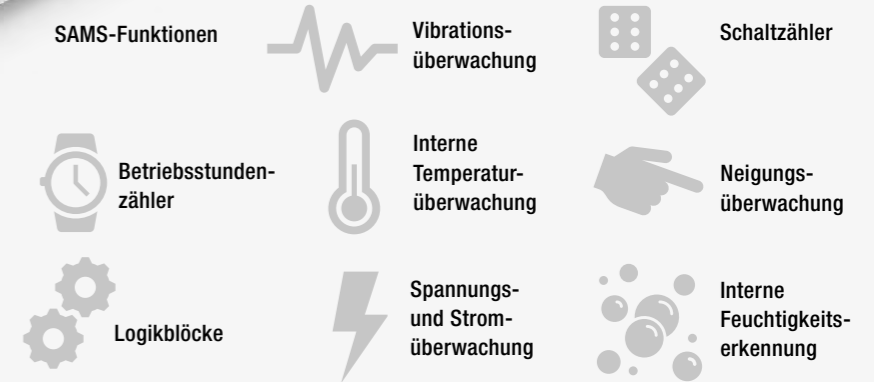 SAMS-Funktionen
Vibrations-
überwachung
Schaltzähler
Betriebsstunden-
zähler
Interne
Temperatur-
überwachung
Neigungs-
überwachung
Logikblöcke
Spannungs-
und Strom-
überwachung
Interne
Feuchtigkeits-
erkennung